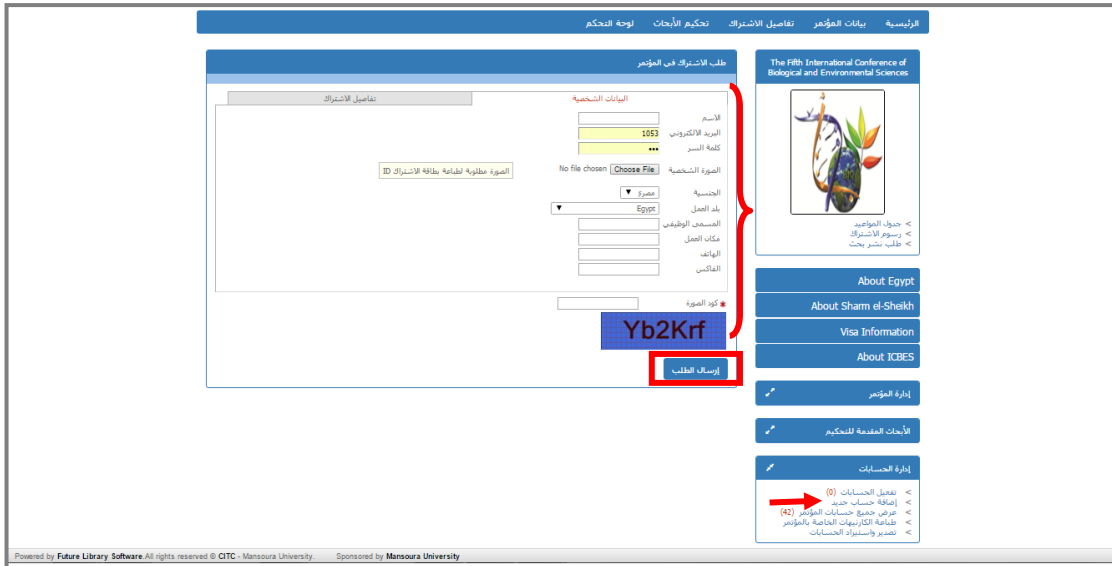 الرئيسية
بيانات المؤتمر
تفاصيل الاشتراك
تحكيم الأبحاث
لوحة التحكم
The Fifth International Conference of
Biological and Environmental Sciences
> جدول المواعيد
> رسوم الاشتراك
> طلب نشر بحث
About Egypt
About Sharm el-Sheikh
Visa Information
About ICBES
إدارة المؤتمر
الأبحاث المقدمة للتحكيم
إدارة الحسابات
> تفعيل الحسابات (0)
> إضافة حساب جديد
> عرض جميع حسابات المؤتمر (42)
> طباعة الكارنيهات الخاصة بالمؤتمر
> تصدير واستيراد الحسابات
طلب الاشتراك في المؤتمر
البيانات الشخصية
تفاصيل الاشتراك
الاسم
البريد الالكتروني 1053
كلمة السر •••
الصورة الشخصية Choose File No file chosen
الصورة مطلوبة لطباعة بطاقة الاشتراك ID
الجنسية مصري
بلد العمل Egypt
المسمى الوظيفي
مكان العمل
الهاتف
الفاكس
* كود الصورة
Yb2Krf
إرسال الطلب
Powered by Future Library Software. All rights reserved © CITC - Mansoura University. Sponsored by Mansoura University